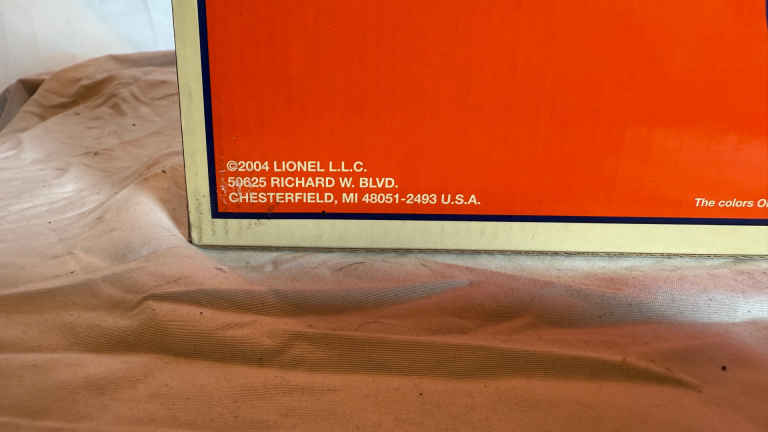 ©2004 LIONEL L.L.C.
50625 RICHARD W. BLVD.
CHESTERFIELD, MI 48051-2493 U.S.A.
The colors